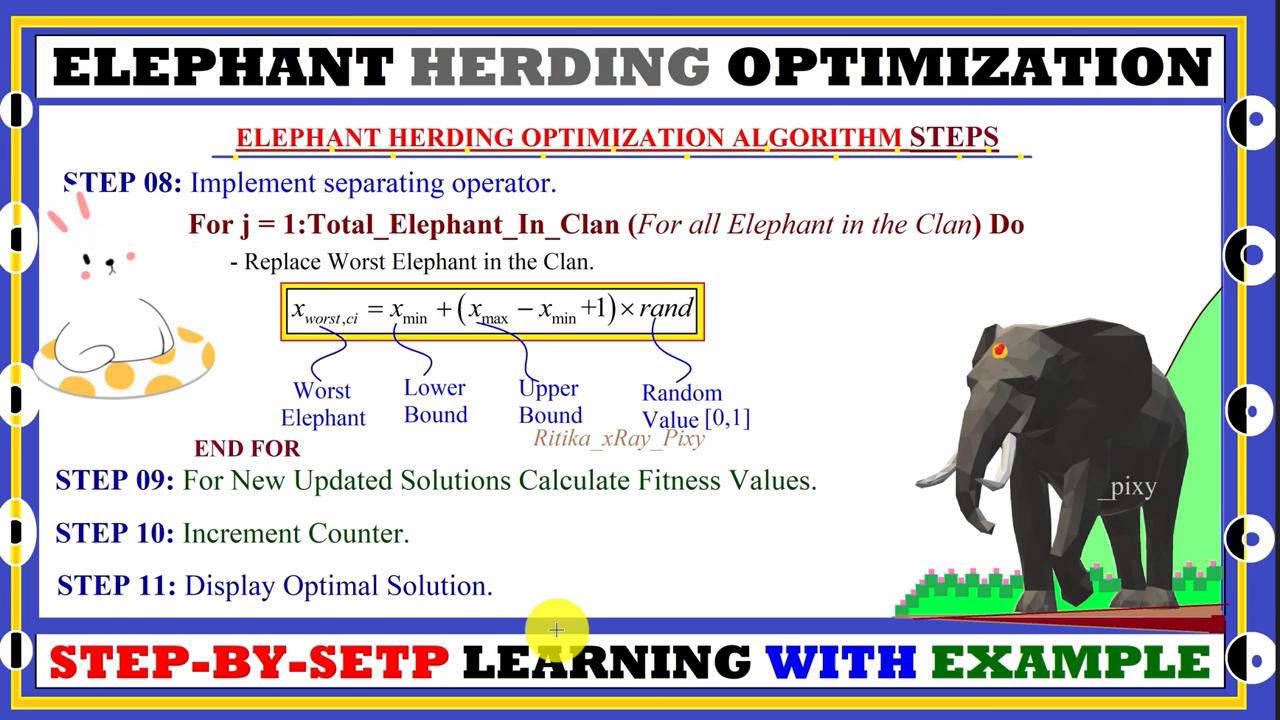 ELEPHANT HERDING OPTIMIZATION
ELEPHANT HERDING OPTIMIZATION ALGORITHM STEPS
STEP 08: Implement separating operator.
For j = 1:Total_Elephant_In_Clan (For all Elephant in the Clan) Do
- Replace Worst Elephant in the Clan.
x_worst,ci = x_min + (x_max − x_min +1) × rand
Worst Elephant
Lower Bound
Upper Bound
Random Value [0,1]
Ritika_xRay_Pixy
END FOR
STEP 09: For New Updated Solutions Calculate Fitness Values.
_pixy
STEP 10: Increment Counter.
STEP 11: Display Optimal Solution.
STEP-BY-SETP LEARNING WITH EXAMPLE